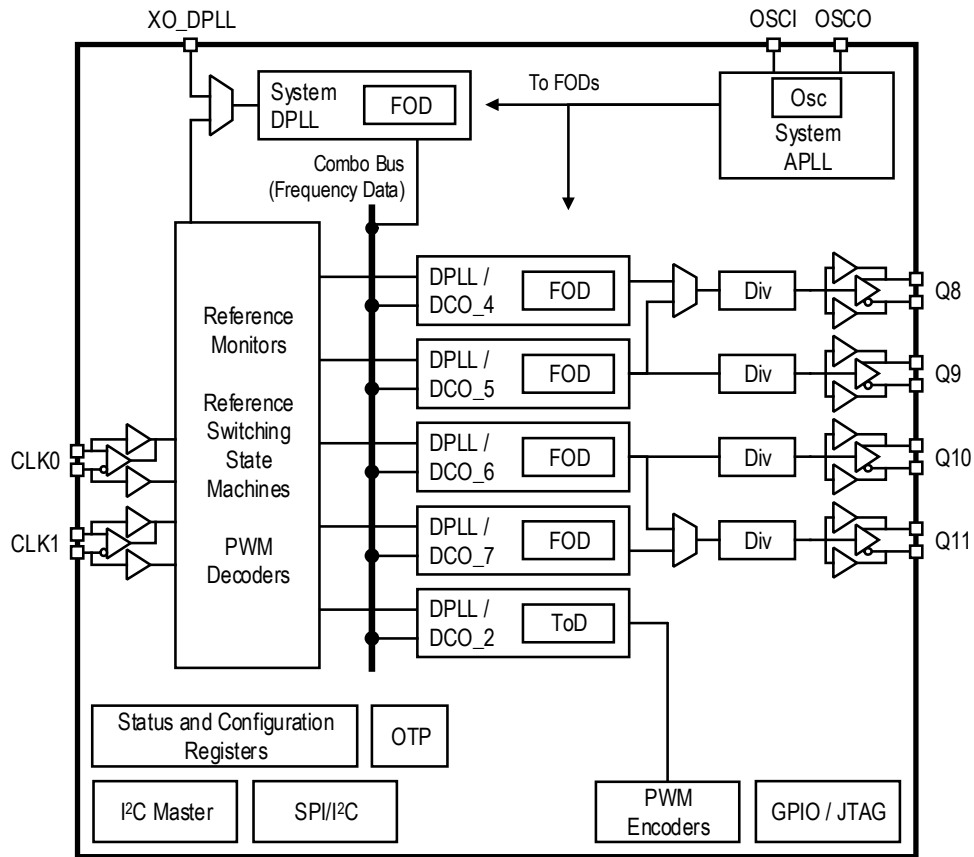 XO_DPLL
OSCI OSCO
System
DPLL
FOD
To FODs
Osc
System
APLL
Combo Bus
(Frequency Data)
Reference
Monitors
Reference
Switching
State
Machines
PWM
Decoders
CLK0
CLK1
DPLL /
DCO_4
FOD
Div
Q8
DPLL /
DCO_5
FOD
Div
Q9
DPLL /
DCO_6
FOD
Div
Q10
DPLL /
DCO_7
FOD
Div
Q11
DPLL /
DCO_2
ToD
Status and Configuration
Registers
OTP
I²C Master
SPI/I²C
PWM
Encoders
GPIO / JTAG